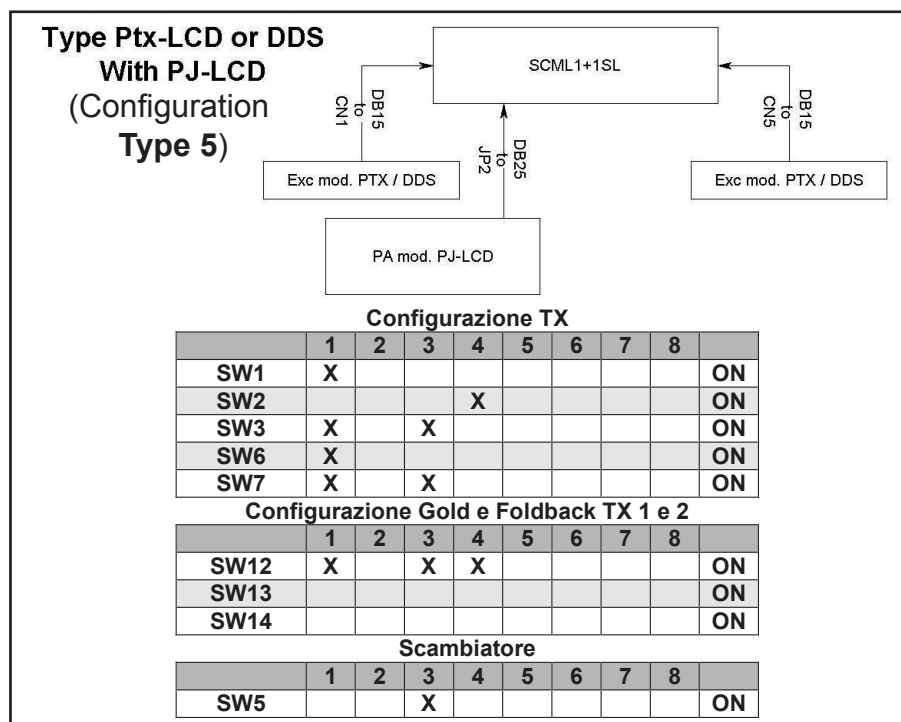 Type Ptx-LCD or DDS
With PJ-LCD
(Configuration
Type 5)
SCML1+1SL
DB15
to
CN1
DB15
to
CN5
DB25
to
JP2
Exc mod. PTX / DDS
Exc mod. PTX / DDS
PA mod. PJ-LCD
Configurazione TX
1 2 3 4 5 6 7 8
SW1 X ON
SW2 X ON
SW3 X X ON
SW6 X ON
SW7 X X ON
Configurazione Gold e Foldback TX 1 e 2
1 2 3 4 5 6 7 8
SW12 X X X ON
SW13 ON
SW14 ON
Scambiatore
1 2 3 4 5 6 7 8
SW5 X ON